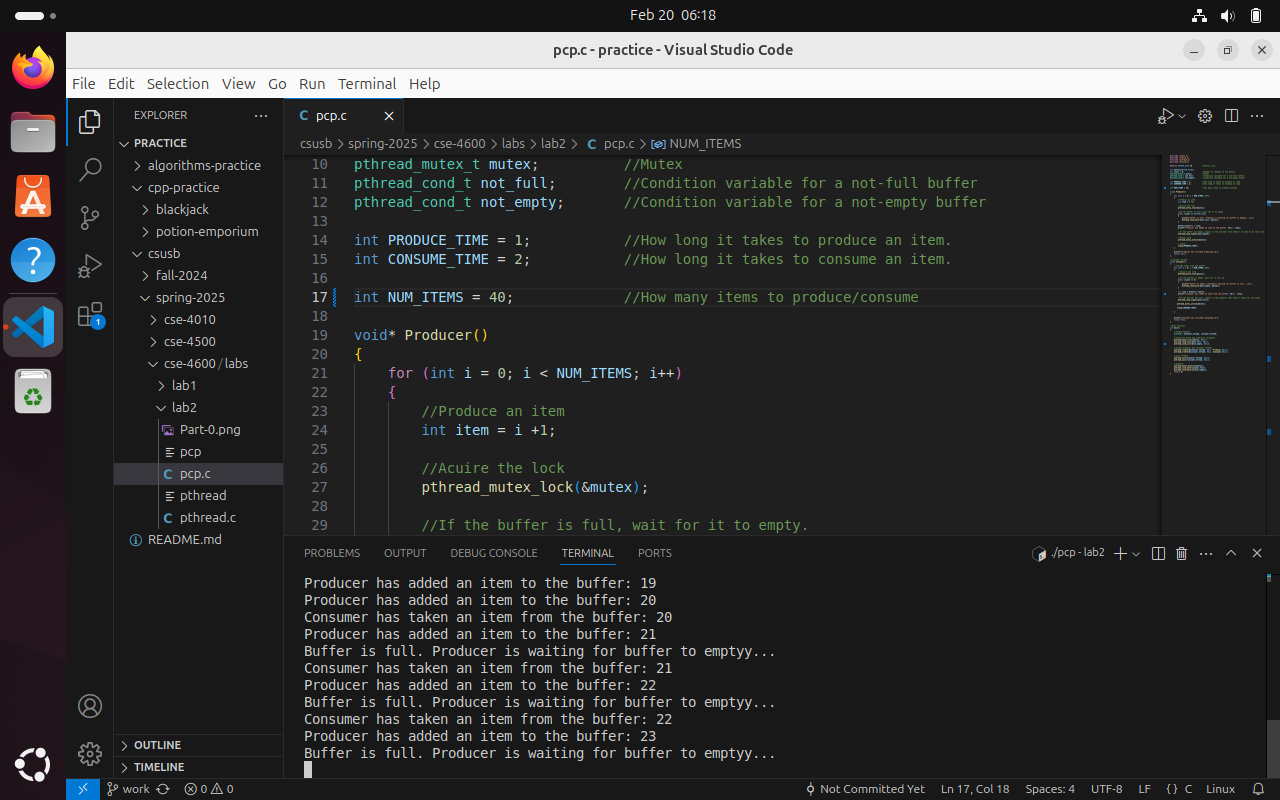 Feb 20 06:18
pcp.c - practice - Visual Studio Code
File Edit Selection View Go Run Terminal Help
EXPLORER
PRACTICE
algorithms-practice
cpp-practice
blackjack
potion-emporium
csusb
fall-2024
spring-2025
cse-4010
cse-4500
cse-4600 / labs
lab1
lab2
Part-0.png
pcp
C pcp.c
pthread
C pthread.c
README.md
OUTLINE
TIMELINE
1
C pcp.c
csusb > spring-2025 > cse-4600 > labs > lab2 > C pcp.c > NUM_ITEMS
10 pthread_mutex_t mutex; //Mutex
11 pthread_cond_t not_full; //Condition variable for a not-full buffer
12 pthread_cond_t not_empty; //Condition variable for a not-empty buffer
13
14 int PRODUCE_TIME = 1; //How long it takes to produce an item.
15 int CONSUME_TIME = 2; //How long it takes to consume an item.
16
17 int NUM_ITEMS = 40; //How many items to produce/consume
18
19 void* Producer()
20 {
21 for (int i = 0; i < NUM_ITEMS; i++)
22 {
23 //Produce an item
24 int item = i +1;
25
26 //Acuire the lock
27 pthread_mutex_lock(&mutex);
28
29 //If the buffer is full, wait for it to empty.
PROBLEMS OUTPUT DEBUG CONSOLE TERMINAL PORTS
./pcp - lab2
Producer has added an item to the buffer: 19
Producer has added an item to the buffer: 20
Consumer has taken an item from the buffer: 20
Producer has added an item to the buffer: 21
Buffer is full. Producer is waiting for buffer to emptyy...
Consumer has taken an item from the buffer: 21
Producer has added an item to the buffer: 22
Buffer is full. Producer is waiting for buffer to emptyy...
Consumer has taken an item from the buffer: 22
Producer has added an item to the buffer: 23
Buffer is full. Producer is waiting for buffer to emptyy...
work 0 0 Not Committed Yet Ln 17, Col 18 Spaces: 4 UTF-8 LF {} C Linux